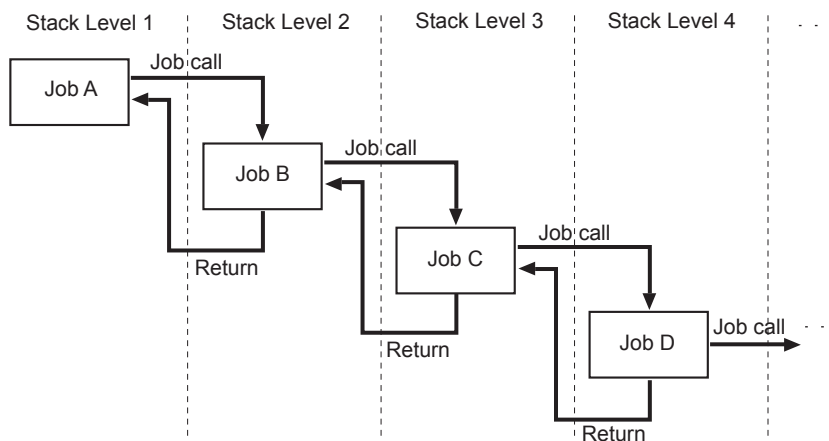 Stack Level 1
Stack Level 2
Stack Level 3
Stack Level 4
Job call
Job A
Job call
Job B
Job call
Return
Job C
Job call
Return
Job D
Return